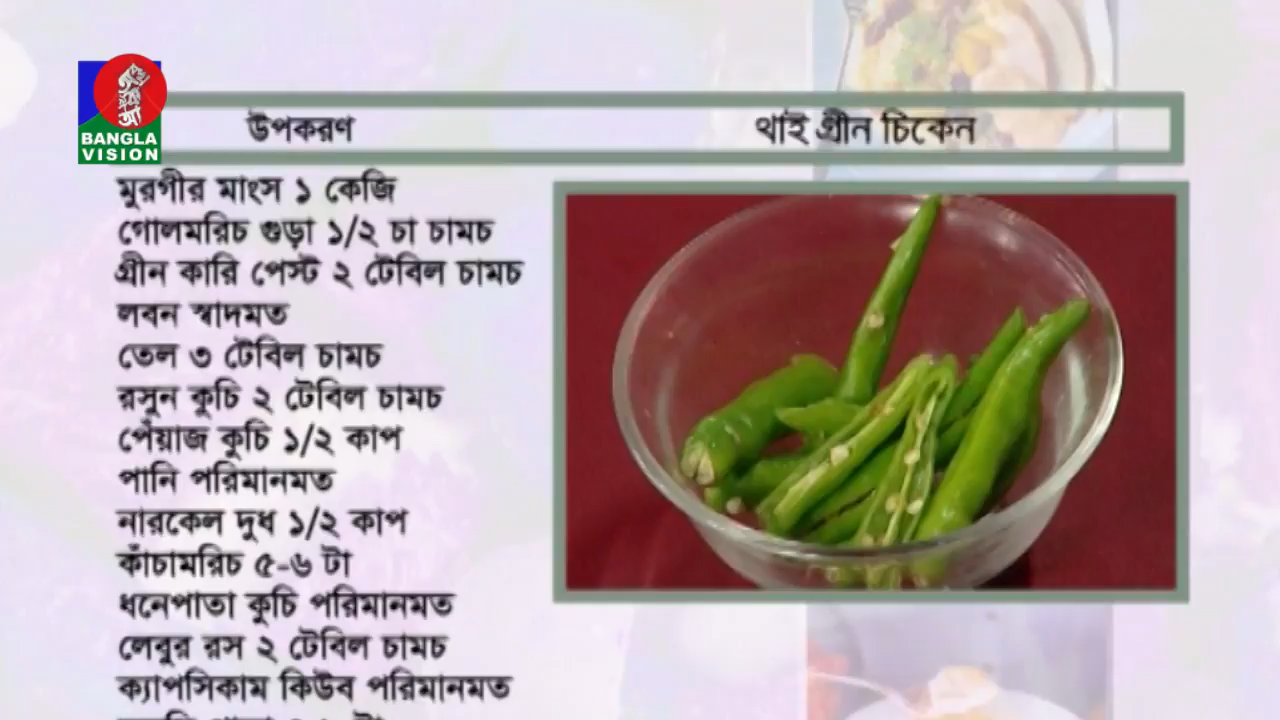 BANGLA
VISION
উপকরণ
থাই গ্রীন চিকেন
মুরগীর মাংস ১ কেজি
গোলমরিচ গুড়া ১/২ চা চামচ
গ্রীন কারি পেস্ট ২ টেবিল চামচ
লবন স্বাদমত
তেল ৩ টেবিল চামচ
রসুন কুচি ২ টেবিল চামচ
পেঁয়াজ কুচি ১/২ কাপ
পানি পরিমানমত
নারকেল দুধ ১/২ কাপ
কাঁচামরিচ ৫-৬ টা
ধনেপাতা কুচি পরিমানমত
লেবুর রস ২ টেবিল চামচ
ক্যাপসিকাম কিউব পরিমানমত